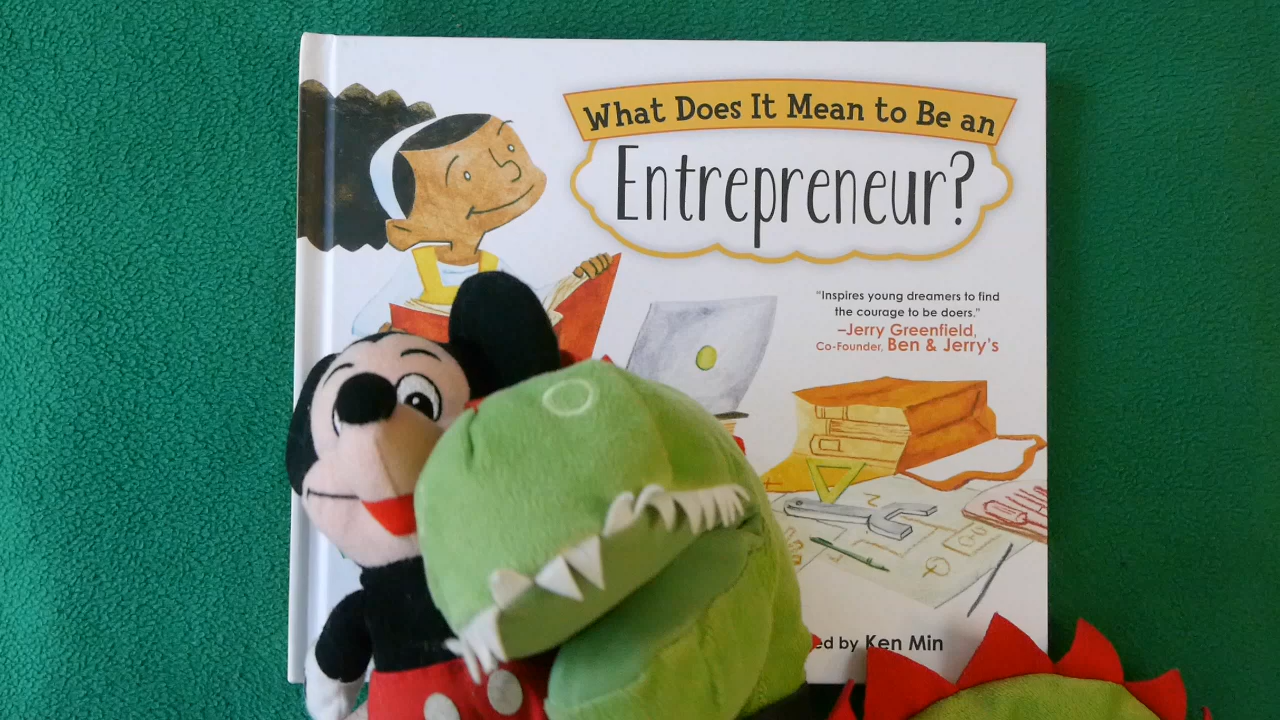 What Does It Mean to Be an
Entrepreneur?
“Inspires young dreamers to find
the courage to be doers.”
–Jerry Greenfield,
Co-Founder, Ben & Jerry's
by Ken Min